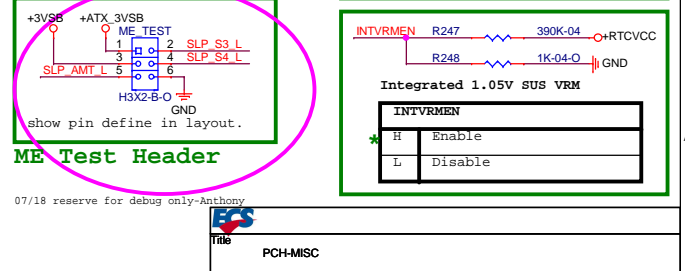 +3VSB +ATX_3VSB
ME_TEST
1 2 SLP_S3_L
3 4 SLP_S4_L
SLP_AMT_L 5 6
H3X2-B-O
GND
show pin define in layout.
ME Test Header
07/18 reserve for debug only-Anthony
INTVRMEN R247 390K-04 +RTCVCC
R248 1K-04-O GND
Integrated 1.05V SUS VRM
INTVRMEN
* H Enable
L Disable
ECS
Title
PCH-MISC